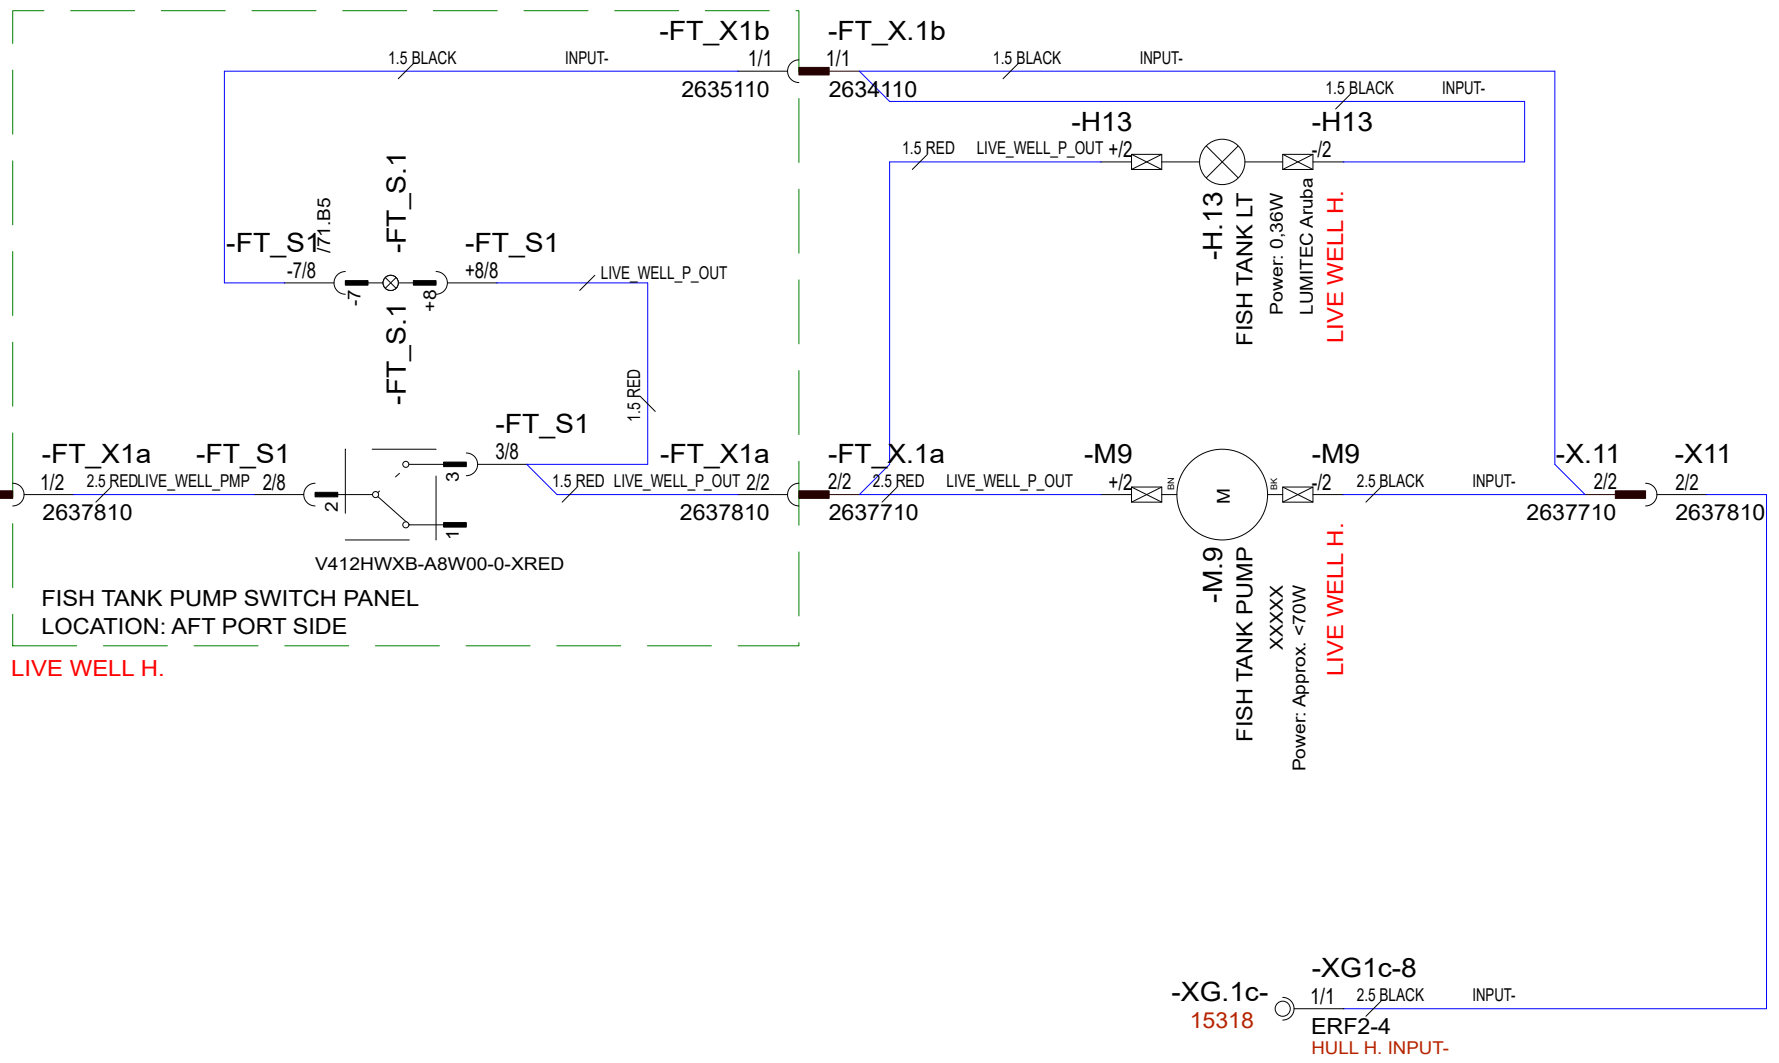 -FT_X1b
-FT_X.1b
1.5 BLACK
INPUT-
1/1
1/1
1.5 BLACK
INPUT-
2635110
2634110
1.5 BLACK
INPUT-
-H13
-H13
1.5 RED
LIVE_WELL_P_OUT
+/2
-/2
-FT_S.1
/71.B5
-H.13
FISH TANK LT
Power: 0,36W
LUMITEC Aruba
LIVE WELL H.
-FT_S1
-FT_S1
-7/8
+8/8
LIVE_WELL_P_OUT
-7
+8
-FT_S.1
1.5 RED
-FT_S1
3/8
-FT_X1a
-FT_S1
-FT_X1a
-FT_X.1a
-M9
-M9
-X.11
-X11
1/2
2.5 RED
LIVE_WELL_PMP
2/8
2
3
1
1.5 RED
LIVE_WELL_P_OUT
2/2
2/2
2.5 RED
LIVE_WELL_P_OUT
+/2
BN
M
BK
-/2
2.5 BLACK
INPUT-
2/2
2/2
2637810
2637810
2637710
2637710
2637810
V412HWXB-A8W00-0-XRED
-M.9
FISH TANK PUMP
XXXXX
Power: Approx. <70W
LIVE WELL H.
FISH TANK PUMP SWITCH PANEL
LOCATION: AFT PORT SIDE
LIVE WELL H.
-XG1c-8
-XG.1c-
1/1
2.5 BLACK
INPUT-
15318
ERF2-4
HULL H. INPUT-